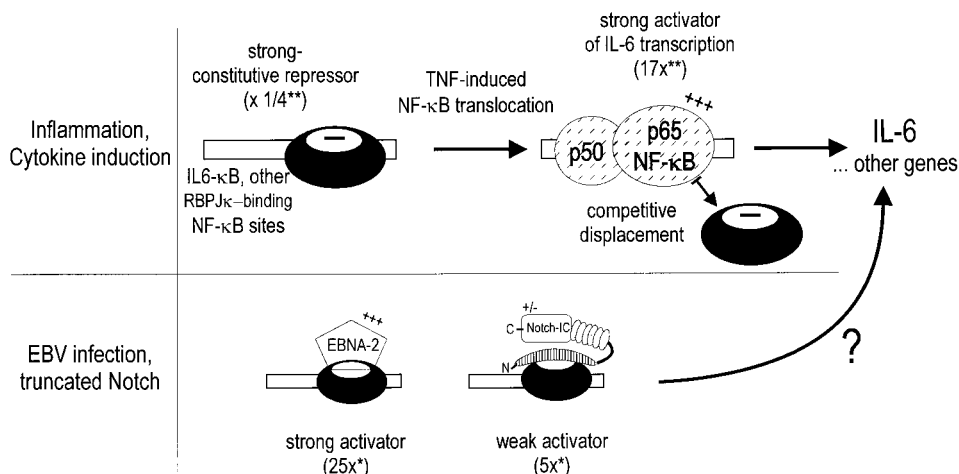 Inflammation,
Cytokine induction
strong-
constitutive repressor
(x 1/4**)
–
IL6-κB, other
RBPJκ–binding
NF-κB sites
TNF-induced
NF-κB translocation
strong activator
of IL-6 transcription
(17x**)
+++
p50
p65
NF-κB
competitive
displacement
–
IL-6
... other genes
EBV infection,
truncated Notch
+++
EBNA-2
strong activator
(25x*)
+/-
C
Notch-IC
N
weak activator
(5x*)
?